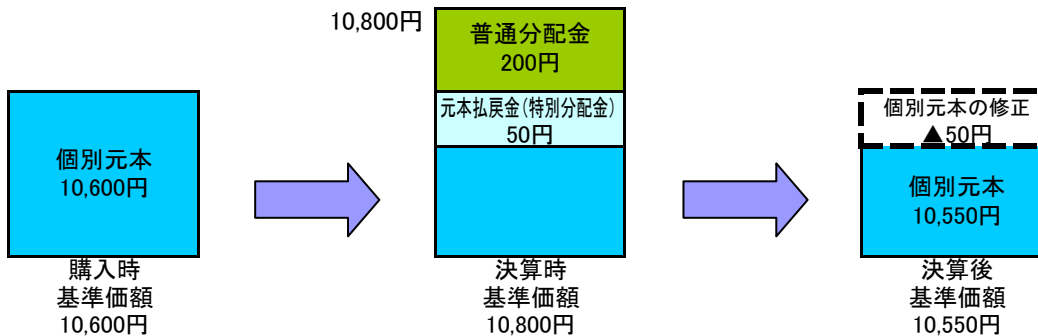 個別元本
10,600円
購入時
基準価額
10,600円
10,800円
普通分配金
200円
元本払戻金(特別分配金)
50円
決算時
基準価額
10,800円
個別元本の修正
▲50円
個別元本
10,550円
決算後
基準価額
10,550円